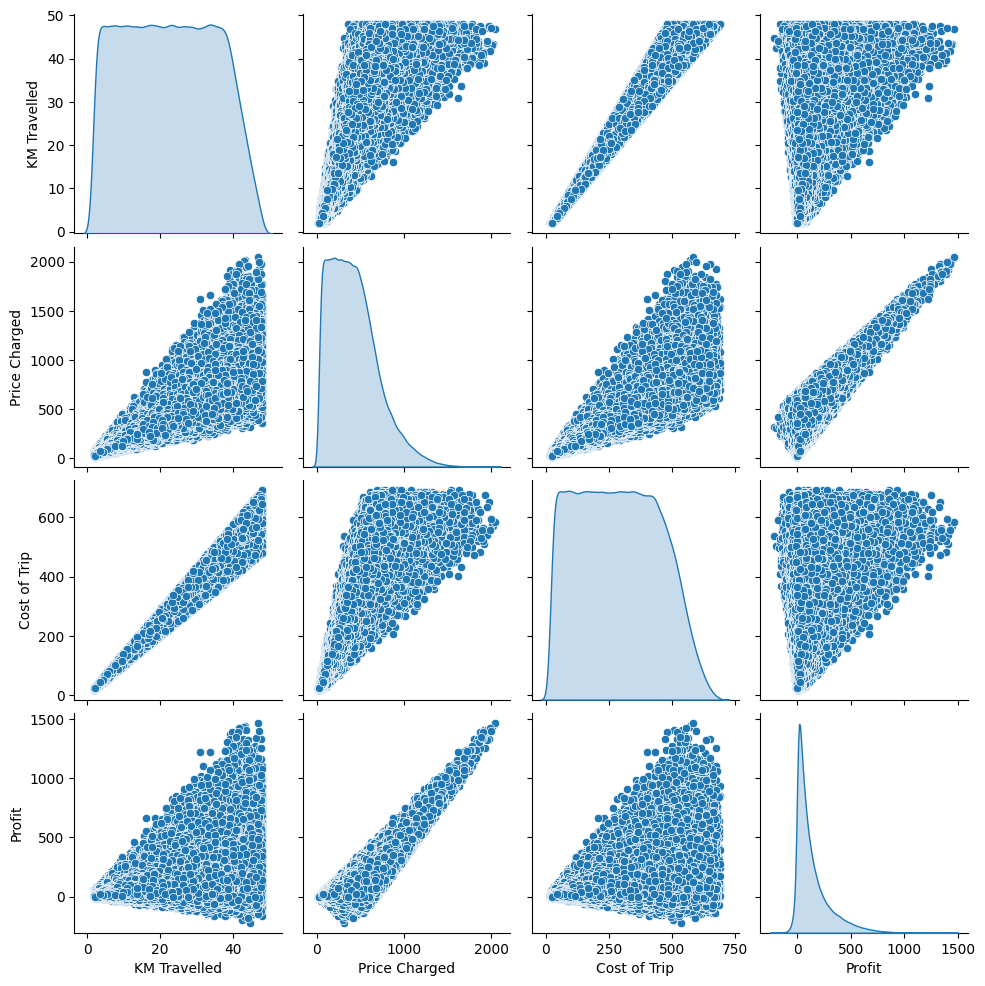 50
40
30
20
10
0
KM Travelled
2000
1500
1000
500
0
Price Charged
600
400
200
0
Cost of Trip
1500
1000
500
0
Profit
0 20 40
KM Travelled
0 1000 2000
Price Charged
0 250 500 750
Cost of Trip
0 500 1000 1500
Profit